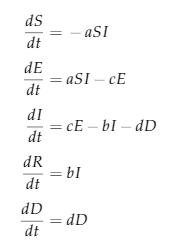 dS/dt = − aSI
dE/dt = aSI − cE
dI/dt = cE − bI − dD
dR/dt = bI
dD/dt = dD